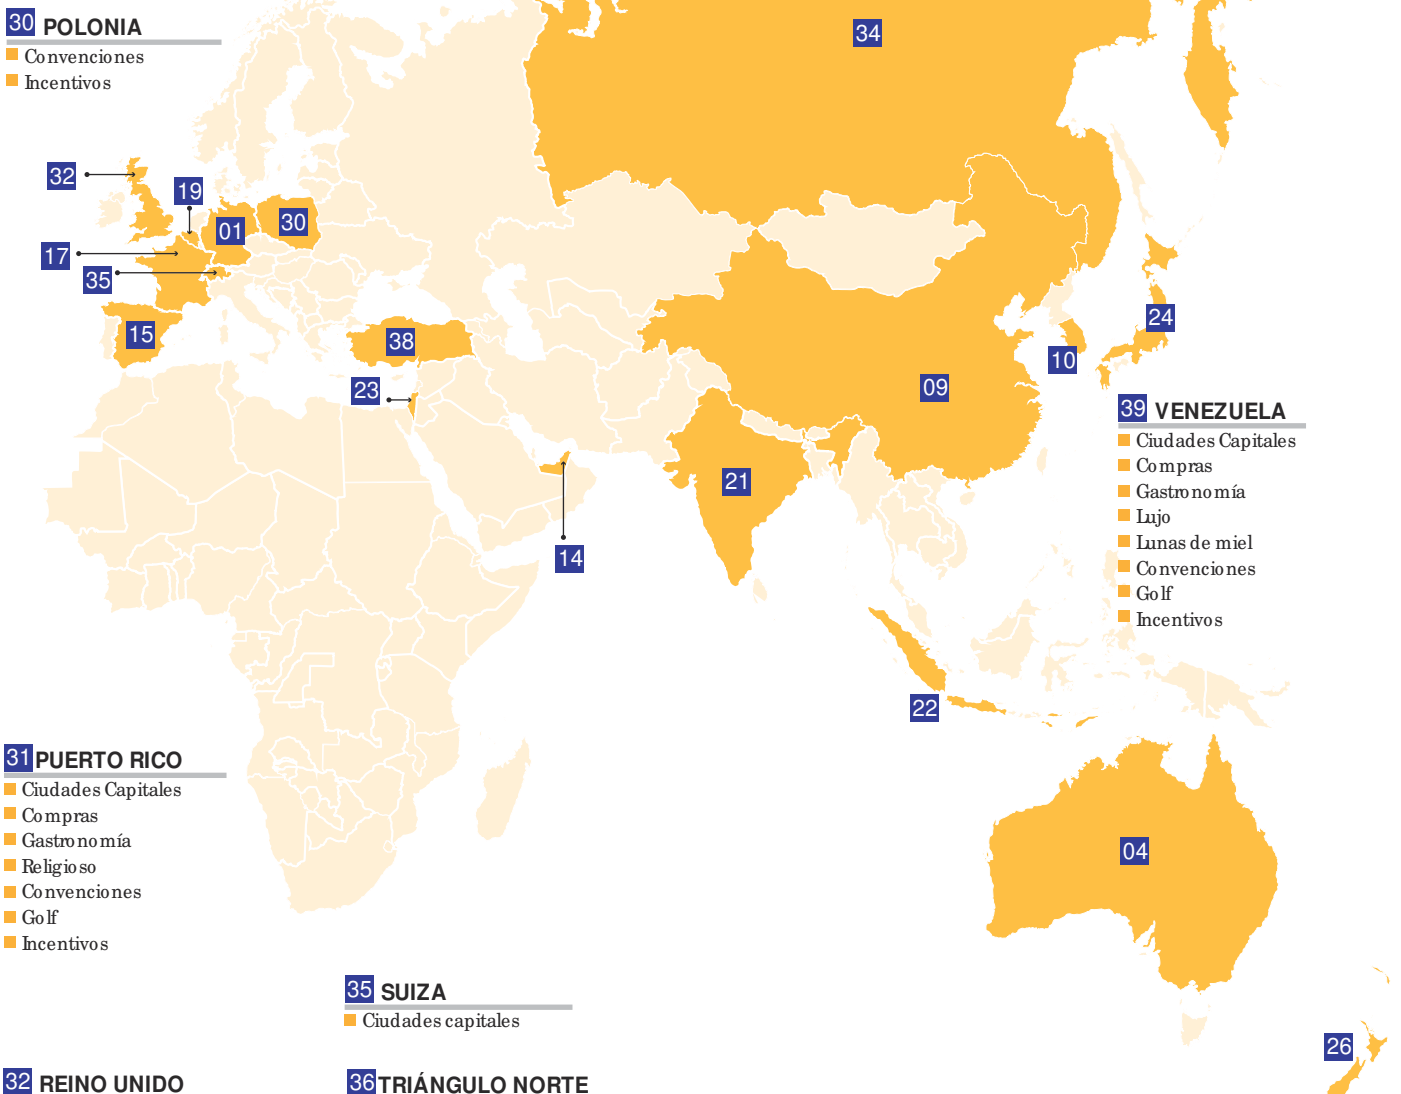 30 POLONIA
Convenciones
Incentivos
34
32
19
01
30
17
35
15
38
23
24
10
09
21
14
22
04
26
39 VENEZUELA
Ciudades Capitales
Compras
Gastronomía
Lujo
Lunas de miel
Convenciones
Golf
Incentivos
31 PUERTO RICO
Ciudades Capitales
Compras
Gastronomía
Religioso
Convenciones
Golf
Incentivos
35 SUIZA
Ciudades capitales
32 REINO UNIDO
36 TRIÁNGULO NORTE